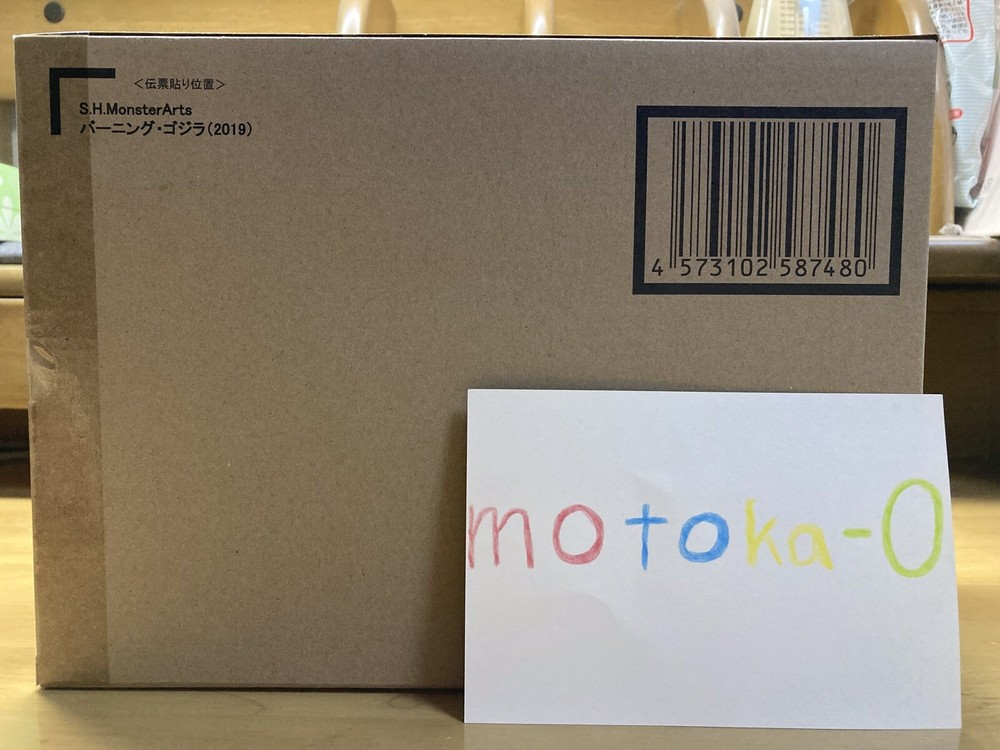 ＜伝票貼り位置＞
S.H.MonsterArts
バーニング・ゴジラ(2019)
4 573102 587480
motoka-0